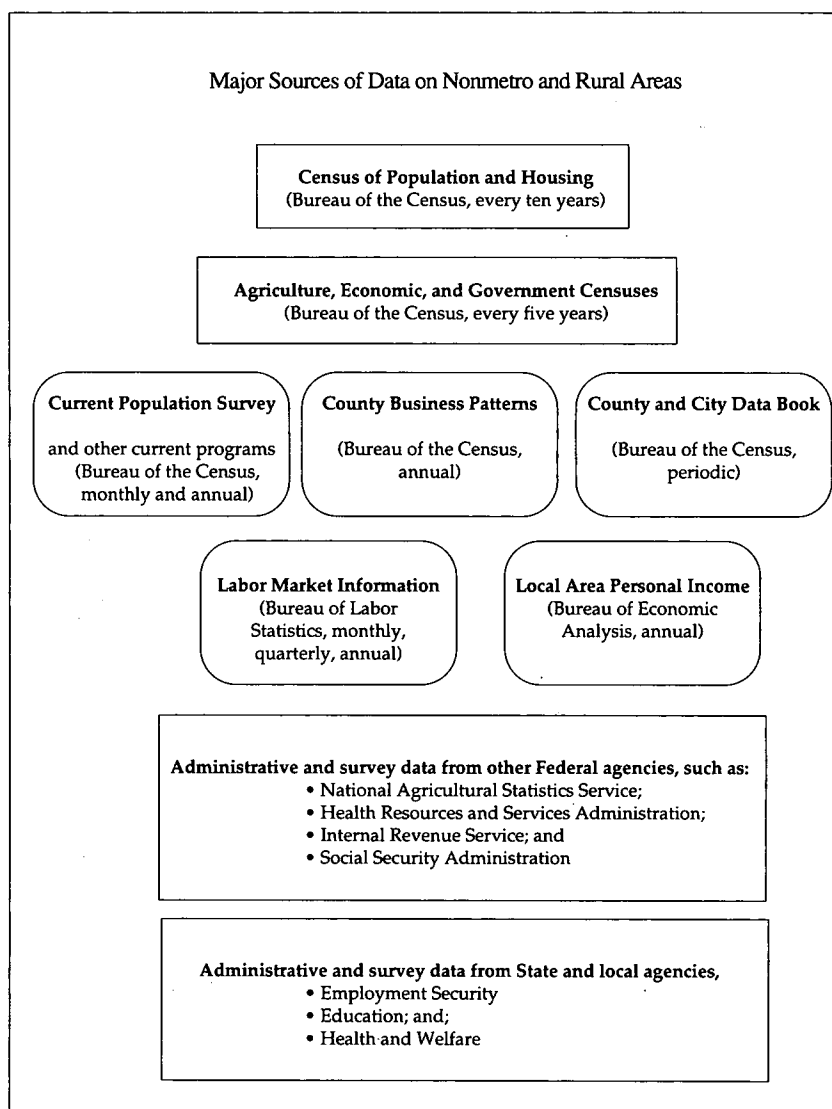 Major Sources of Data on Nonmetro and Rural Areas
Census of Population and Housing
(Bureau of the Census, every ten years)
Agriculture, Economic, and Government Censuses
(Bureau of the Census, every five years)
Current Population Survey
and other current programs
(Bureau of the Census,
monthly and annual)
County Business Patterns
(Bureau of the Census,
annual)
County and City Data Book
(Bureau of the Census,
periodic)
Labor Market Information
(Bureau of Labor
Statistics, monthly,
quarterly, annual)
Local Area Personal Income
(Bureau of Economic
Analysis, annual)
Administrative and survey data from other Federal agencies, such as:
• National Agricultural Statistics Service;
• Health Resources and Services Administration;
• Internal Revenue Service; and
• Social Security Administration
Administrative and survey data from State and local agencies,
• Employment Security
• Education; and;
• Health and Welfare